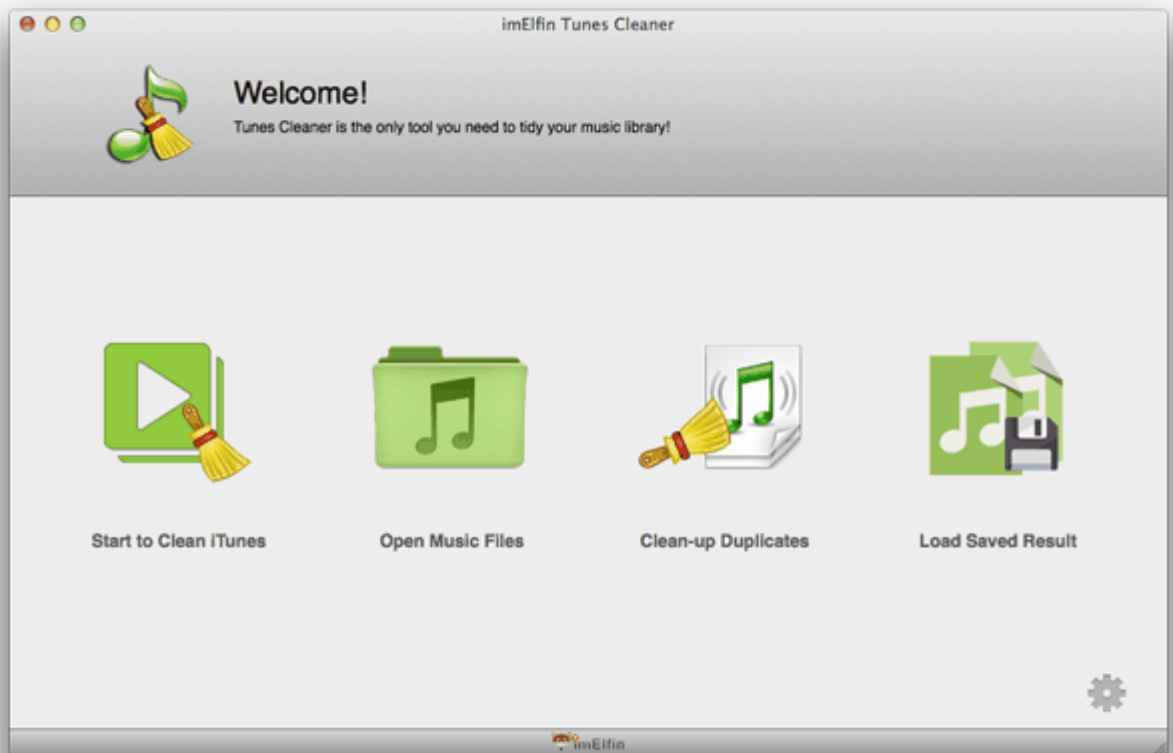 imElfin Tunes Cleaner
Welcome!
Tunes Cleaner is the only tool you need to tidy your music library!
Start to Clean iTunes
Open Music Files
Clean-up Duplicates
Load Saved Result
imElfin